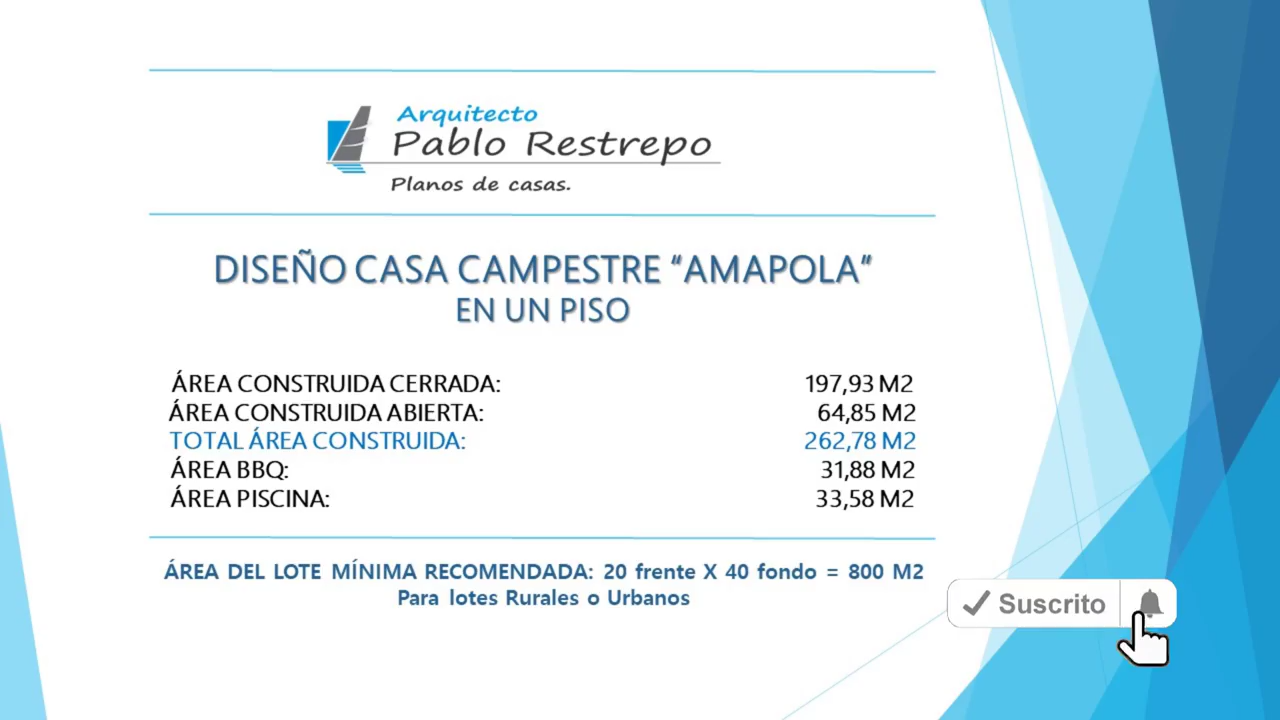 Arquitecto
Pablo Restrepo
Planos de casas.
DISEÑO CASA CAMPESTRE “AMAPOLA”
EN UN PISO
ÁREA CONSTRUIDA CERRADA: 197,93 M2
ÁREA CONSTRUIDA ABIERTA: 64,85 M2
TOTAL ÁREA CONSTRUIDA: 262,78 M2
ÁREA BBQ: 31,88 M2
ÁREA PISCINA: 33,58 M2
ÁREA DEL LOTE MÍNIMA RECOMENDADA: 20 frente X 40 fondo = 800 M2
Para lotes Rurales o Urbanos
Suscrito